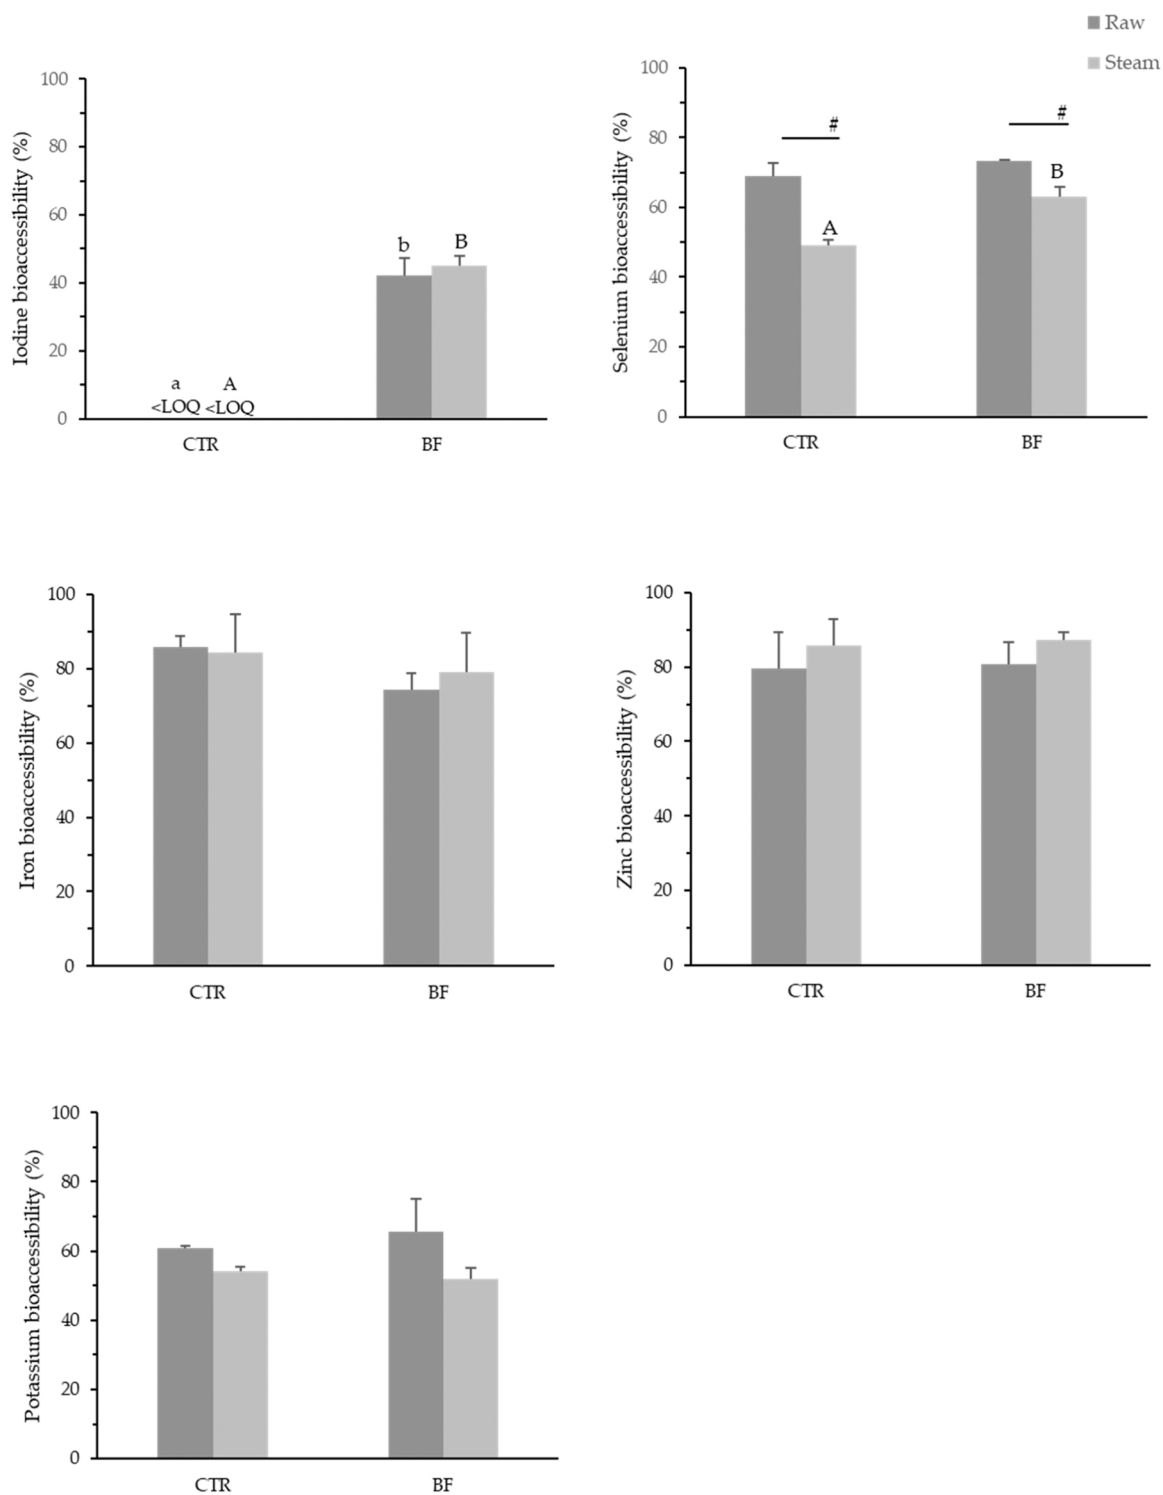 Raw
Steam
Iodine bioaccessibility (%)
100
80
60
40
20
0
a
A
<LOQ
<LOQ
b
B
CTR
BF
Selenium bioaccessibility (%)
100
80
60
40
20
0
#
#
A
B
CTR
BF
Iron bioaccessibility (%)
100
80
60
40
20
0
CTR
BF
Zinc bioaccessibility (%)
100
80
60
40
20
0
CTR
BF
Potassium bioaccessibility (%)
100
80
60
40
20
0
CTR
BF